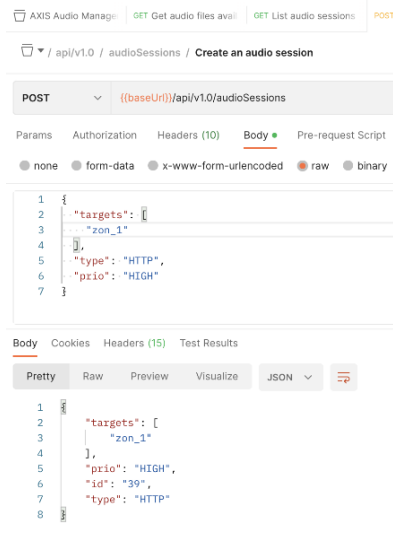 AXIS Audio Manage
GET Get audio files avai
GET List audio sessions
POST
/ api/v1.0 / audioSessions / Create an audio session
POST
{{baseUrl}}/api/v1.0/audioSessions
Params Authorization Headers (10) Body Pre-request Script
none form-data x-www-form-urlencoded raw binary
1 {
2 "targets": [
3 "zon_1"
4 ],
5 "type": "HTTP",
6 "prio": "HIGH"
7 }
Body Cookies Headers (15) Test Results
Pretty Raw Preview Visualize JSON
1 {
2 "targets": [
3 "zon_1"
4 ],
5 "prio": "HIGH",
6 "id": "39",
7 "type": "HTTP"
8 }